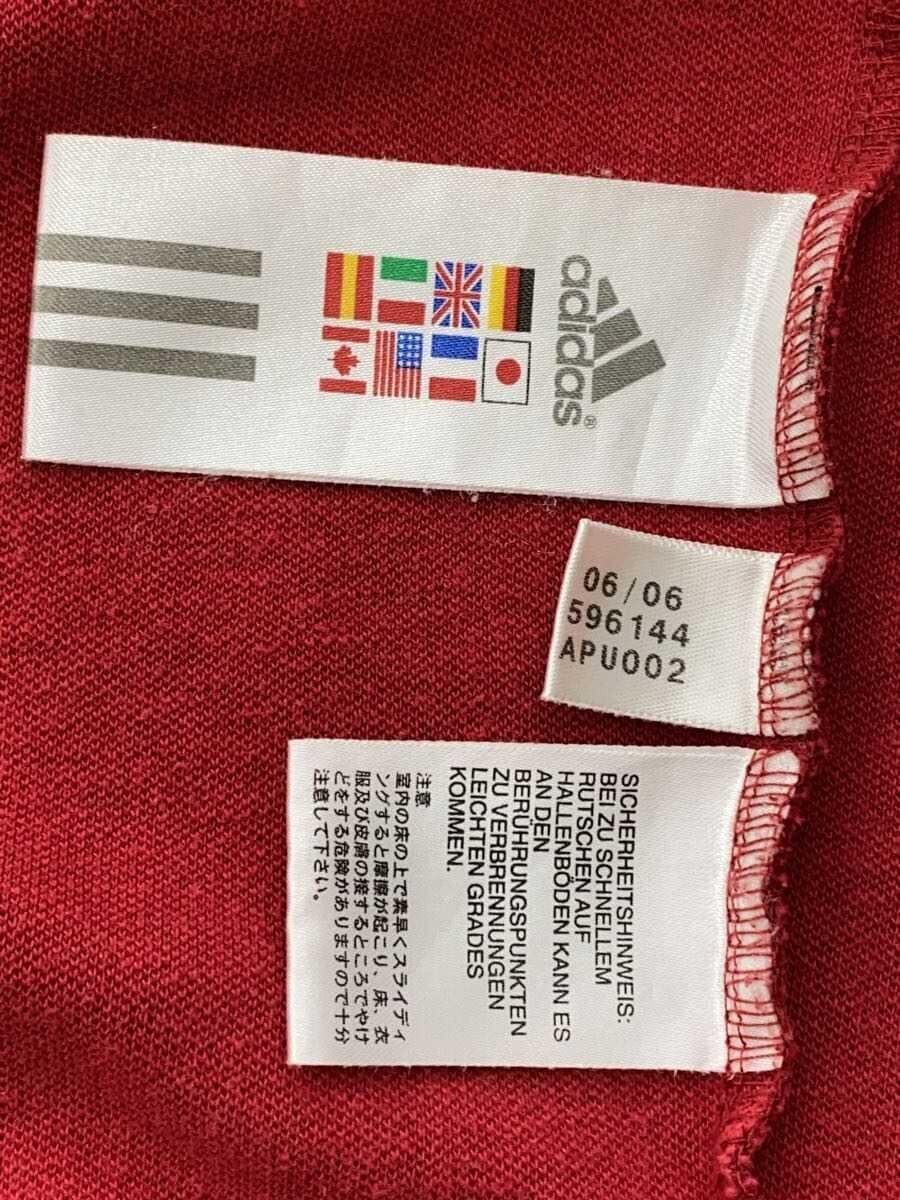 adidas®
06/06
596144
APU002
SICHERHEITSHINWEIS:
BEI ZU SCHNELLEM
RUTSCHEN AUF
HALLENBÖDEN KANN ES
AN DEN
BERÜHRUNGSPUNKTEN
ZU VERBRENNUNGEN
LEICHTEN GRADES
KOMMEN.
注意
室内の床の上で素早くスライディ
ングすると摩擦が起こり、床、衣
服及び皮膚の接するところでやけ
どをする危険がありますので十分
注意して下さい。